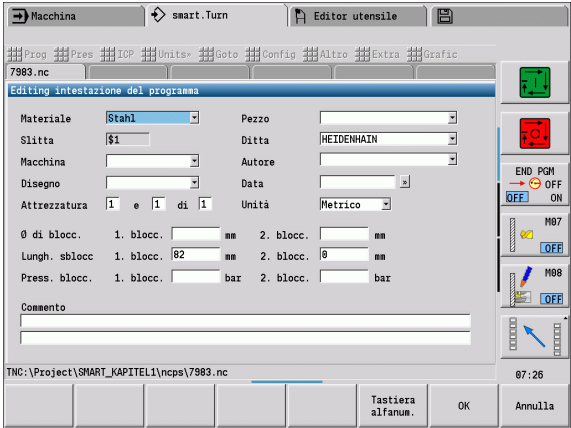 Macchina smart.Turn Editor utensile
Prog Pres ICP Units» Goto Config Altro Extra Grafic
7983.nc
Editing intestazione del programma
Materiale Stahl Pezzo
Slitta $1 Ditta HEIDENHAIN
Macchina Autore
Disegno Data »
Attrezzatura 1 e 1 di 1 Unità Metrico
Ø di blocc. 1. blocc. mm 2. blocc. mm
Lungh. sblocc 1. blocc. 82 mm 2. blocc. 0 mm
Press. blocc. 1. blocc. bar 2. blocc. bar
Commento
TNC:\Project\SMART_KAPITEL1\ncps\7983.nc
Tastiera
alfanum.
OK
Annulla
END PGM
OFF
OFF ON
M07
OFF
M08
OFF
07:26